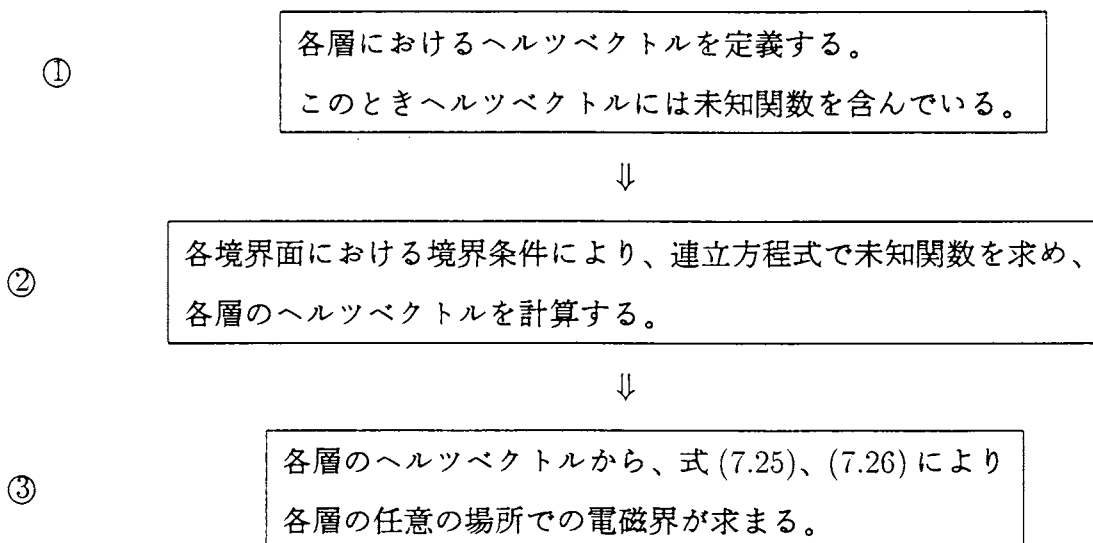 ①
各層におけるヘルツベクトルを定義する。
このときヘルツベクトルには未知関数を含んでいる。
⇓
②
各境界面における境界条件により、連立方程式で未知関数を求め、
各層のヘルツベクトルを計算する。
⇓
③
各層のヘルツベクトルから、式 (7.25)、(7.26) により
各層の任意の場所での電磁界が求まる。